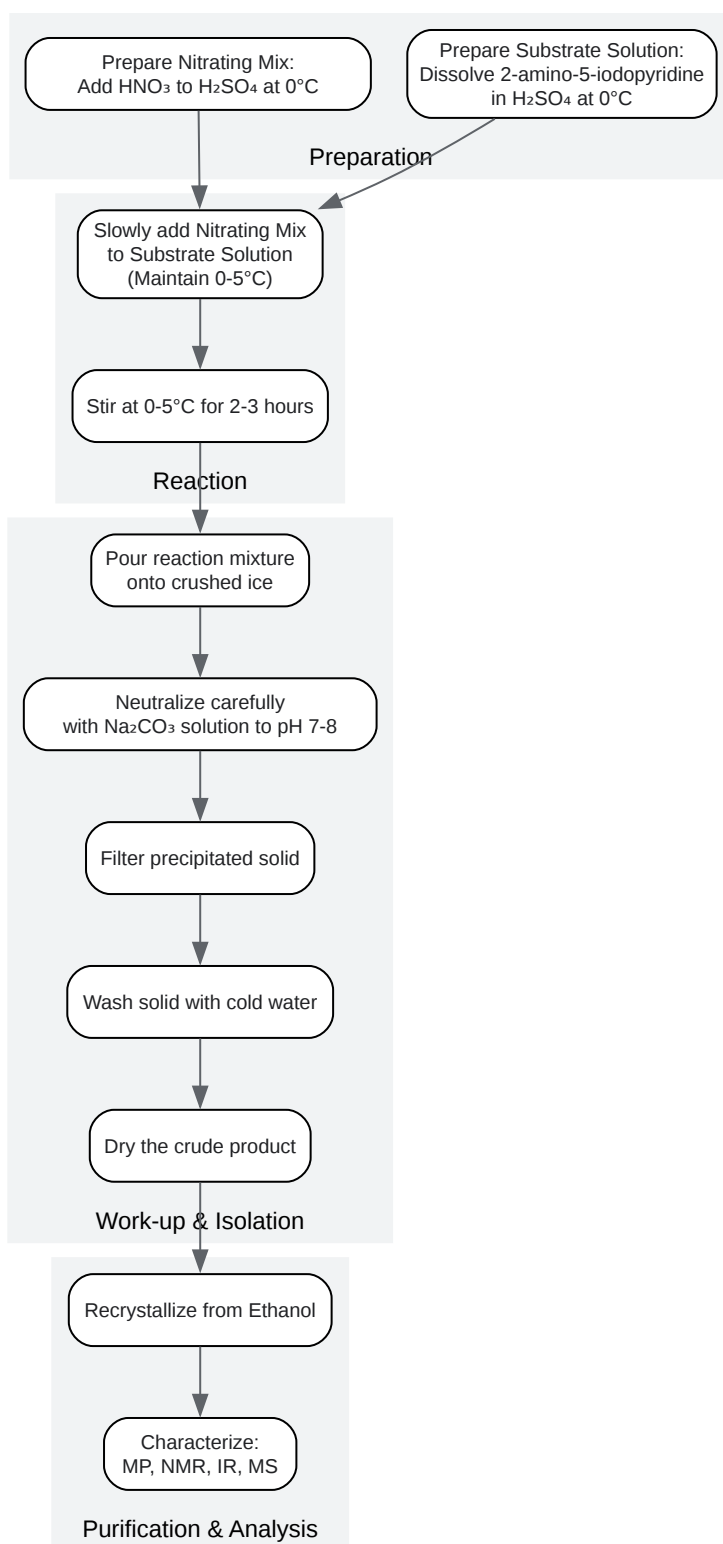 Prepare Nitrating Mix:
Add HNO₃ to H₂SO₄ at 0°C
Prepare Substrate Solution:
Dissolve 2-amino-5-iodopyridine
in H₂SO₄ at 0°C
Preparation
Slowly add Nitrating Mix
to Substrate Solution
(Maintain 0-5°C)
Stir at 0-5°C for 2-3 hours
Reaction
Pour reaction mixture
onto crushed ice
Neutralize carefully
with Na₂CO₃ solution to pH 7-8
Filter precipitated solid
Wash solid with cold water
Dry the crude product
Work-up & Isolation
Recrystallize from Ethanol
Characterize:
MP, NMR, IR, MS
Purification & Analysis